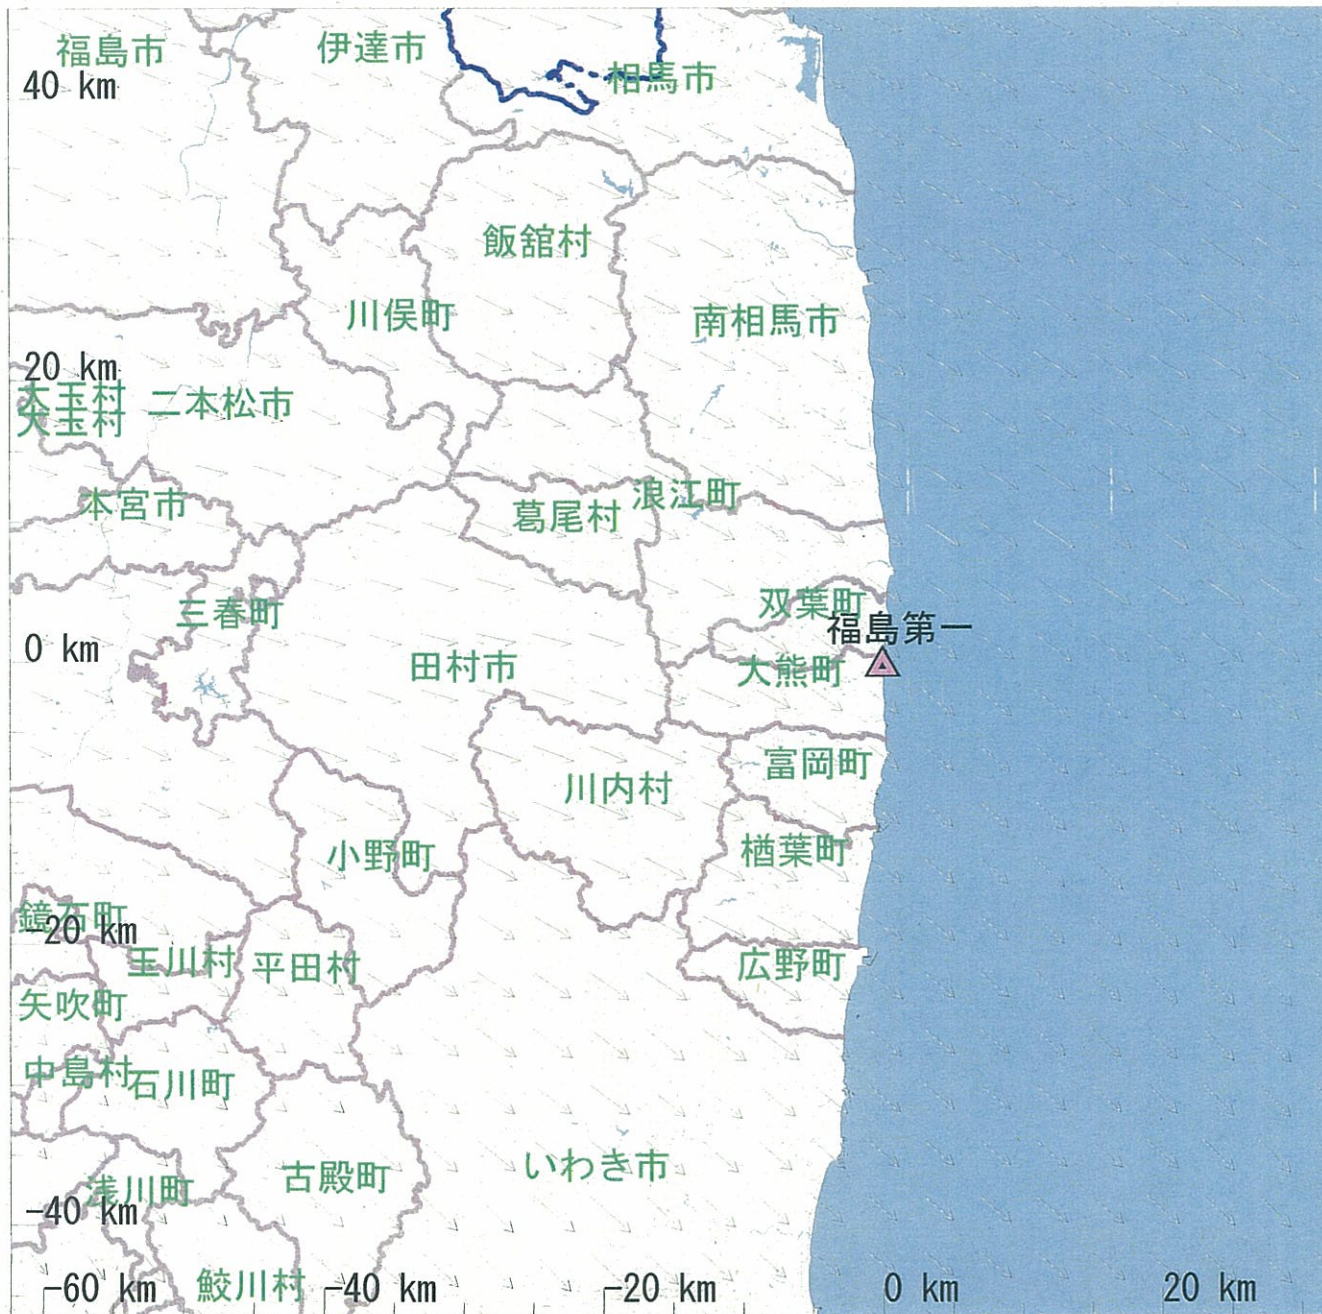 福島市
伊達市
相馬市
40 km
飯舘村
川俣町
南相馬市
20 km
大玉村
大玉村
二本松市
本宮市
葛尾村
浪江町
三春町
双葉町
福島第一
0 km
田村市
大熊町
川内村
富岡町
小野町
楢葉町
鏡石町
-20 km
玉川村
平田村
広野町
矢吹町
中島村
石川町
いわき市
古殿町
浅川町
-40 km
鮫川村
-60 km
-40 km
-20 km
0 km
20 km